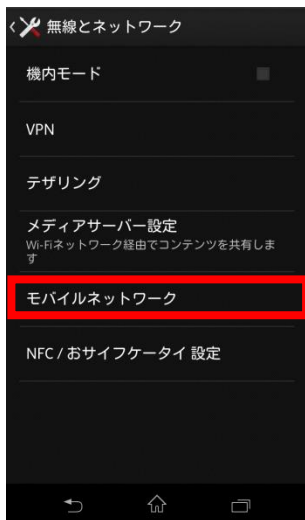 無線とネットワーク
機内モード
VPN
テザリング
メディアサーバー設定
Wi-Fiネットワーク経由でコンテンツを共有しま
す
モバイルネットワーク
NFC / おサイフケータイ 設定